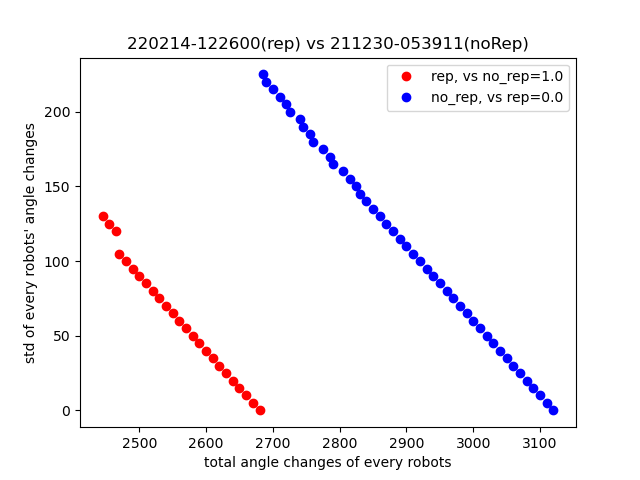 220214-122600(rep) vs 211230-053911(noRep)
rep, vs no_rep=1.0
no_rep, vs rep=0.0
std of every robots' angle changes
200
150
100
50
0
2500 2600 2700 2800 2900 3000 3100
total angle changes of every robots